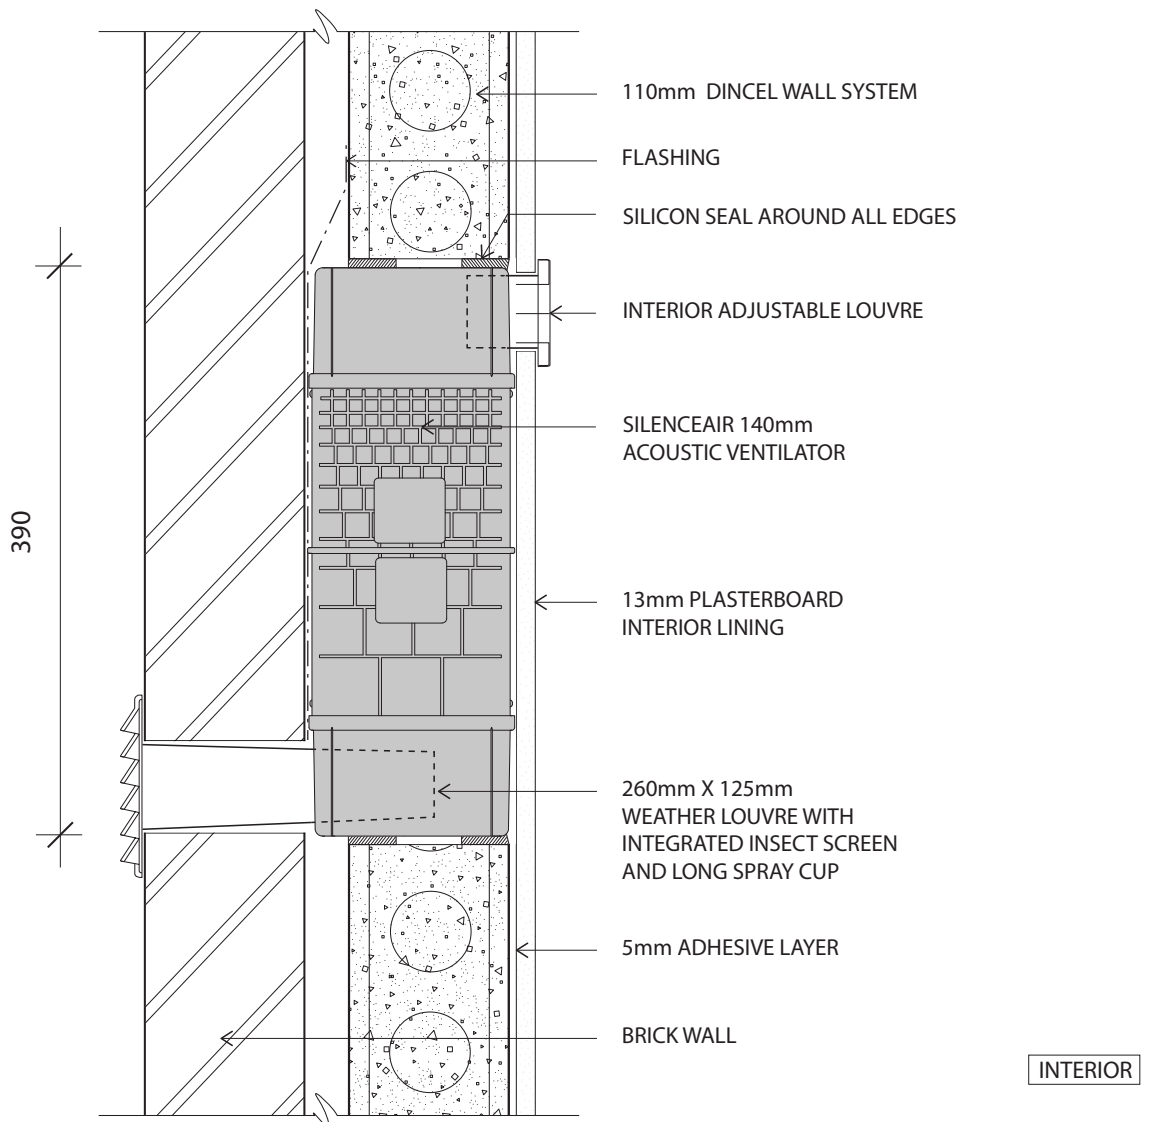 110mm DINCEL WALL SYSTEM
FLASHING
SILICON SEAL AROUND ALL EDGES
INTERIOR ADJUSTABLE LOUVRE
SILENCEAIR 140mm
ACOUSTIC VENTILATOR
390
13mm PLASTERBOARD
INTERIOR LINING
260mm X 125mm
WEATHER LOUVRE WITH
INTEGRATED INSECT SCREEN
AND LONG SPRAY CUP
5mm ADHESIVE LAYER
BRICK WALL
INTERIOR